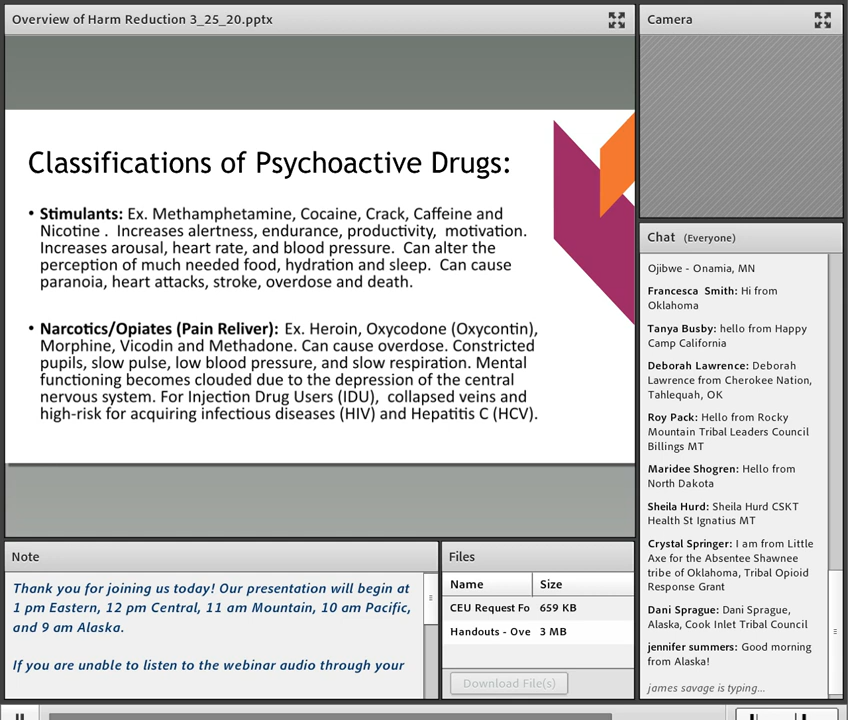 Overview of Harm Reduction 3_25_20.pptx
Classifications of Psychoactive Drugs:
• Stimulants: Ex. Methamphetamine, Cocaine, Crack, Caffeine and
Nicotine . Increases alertness, endurance, productivity, motivation.
Increases arousal, heart rate, and blood pressure. Can alter the
perception of much needed food, hydration and sleep. Can cause
paranoia, heart attacks, stroke, overdose and death.
• Narcotics/Opiates (Pain Reliver): Ex. Heroin, Oxycodone (Oxycontin),
Morphine, Vicodin and Methadone. Can cause overdose. Constricted
pupils, slow pulse, low blood pressure, and slow respiration. Mental
functioning becomes clouded due to the depression of the central
nervous system. For Injection Drug Users (IDU), collapsed veins and
high-risk for acquiring infectious diseases (HIV) and Hepatitis C (HCV).
Note
Thank you for joining us today! Our presentation will begin at
1 pm Eastern, 12 pm Central, 11 am Mountain, 10 am Pacific,
and 9 am Alaska.
If you are unable to listen to the webinar audio through your
Files
Name Size
CEU Request Fo 659 KB
Handouts - Ove 3 MB
Download File(s)
Camera
Chat (Everyone)
Ojibwe - Onamia, MN
Francesca Smith: Hi from
Oklahoma
Tanya Busby: hello from Happy
Camp California
Deborah Lawrence: Deborah
Lawrence from Cherokee Nation,
Tahlequah, OK
Roy Pack: Hello from Rocky
Mountain Tribal Leaders Council
Billings MT
Maridee Shogren: Hello from
North Dakota
Sheila Hurd: Sheila Hurd CSKT
Health St Ignatius MT
Crystal Springer: I am from Little
Axe for the Absentee Shawnee
tribe of Oklahoma, Tribal Opioid
Response Grant
Dani Sprague: Dani Sprague,
Alaska, Cook Inlet Tribal Council
jennifer summers: Good morning
from Alaska!
james savage is typing...